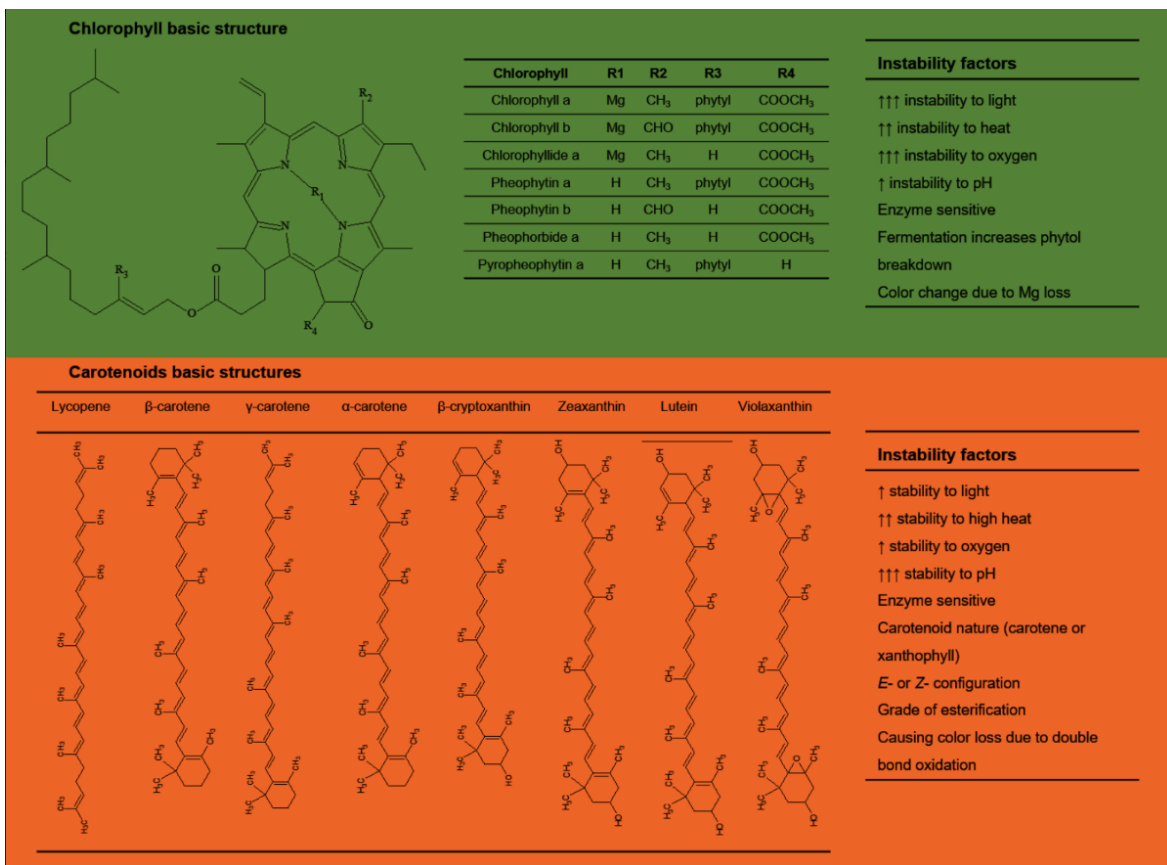 Chlorophyll basic structure
R2
N
N
R1
N
N
R3
O
O
R4
O
Chlorophyll R1 R2 R3 R4
Chlorophyll a Mg CH₃ phytyl COOCH₃
Chlorophyll b Mg CHO phytyl COOCH₃
Chlorophyllide a Mg CH₃ H COOCH₃
Pheophytin a H CH₃ phytyl COOCH₃
Pheophytin b H CHO H COOCH₃
Pheophorbide a H CH₃ H COOCH₃
Pyropheophytin a H CH₃ phytyl H
Instability factors
↑↑↑ instability to light
↑↑ instability to heat
↑↑↑ instability to oxygen
↑ instability to pH
Enzyme sensitive
Fermentation increases phytol
breakdown
Color change due to Mg loss
Carotenoids basic structures
Lycopene β-carotene γ-carotene α-carotene β-cryptoxanthin Zeaxanthin Lutein Violaxanthin
Instability factors
↑ stability to light
↑↑ stability to high heat
↑ stability to oxygen
↑↑↑ stability to pH
Enzyme sensitive
Carotenoid nature (carotene or
xanthophyll)
E- or Z- configuration
Grade of esterification
Causing color loss due to double
bond oxidation